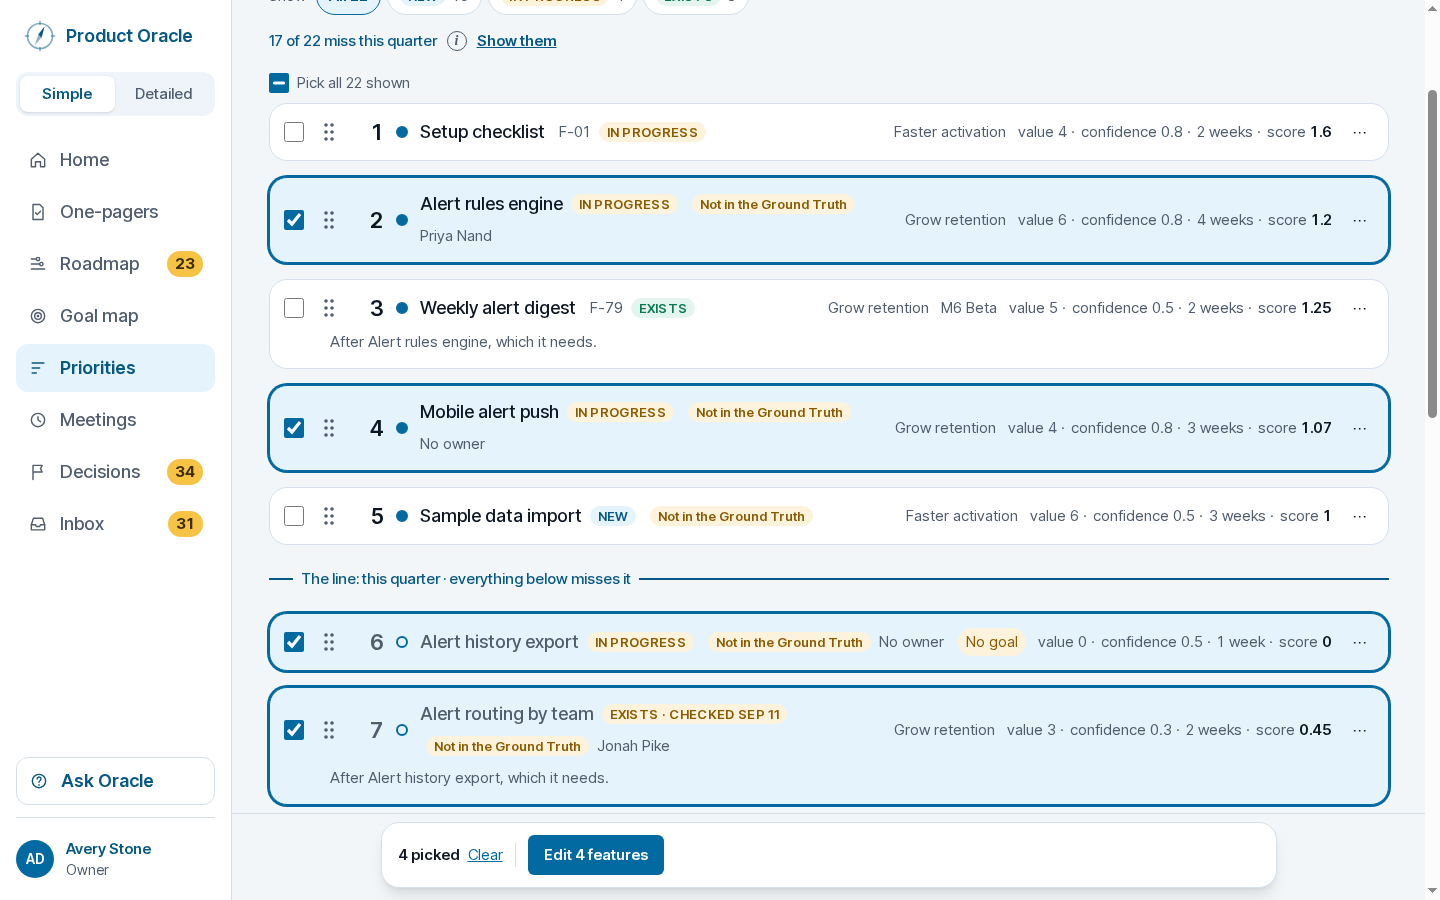 Product Oracle
Simple
Detailed
Home
One-pagers
Roadmap 23
Goal map
Priorities
Meetings
Decisions 34
Inbox 31
Ask Oracle
AD
Avery Stone
Owner
17 of 22 miss this quarter i Show them
Pick all 22 shown
1 Setup checklist F-01 IN PROGRESS Faster activation value 4 · confidence 0.8 · 2 weeks · score 1.6 ···
2 Alert rules engine IN PROGRESS Not in the Ground Truth
Priya Nand
Grow retention value 6 · confidence 0.8 · 4 weeks · score 1.2 ···
3 Weekly alert digest F-79 EXISTS Grow retention M6 Beta value 5 · confidence 0.5 · 2 weeks · score 1.25 ···
After Alert rules engine, which it needs.
4 Mobile alert push IN PROGRESS Not in the Ground Truth
No owner
Grow retention value 4 · confidence 0.8 · 3 weeks · score 1.07 ···
5 Sample data import NEW Not in the Ground Truth Faster activation value 6 · confidence 0.5 · 3 weeks · score 1 ···
The line: this quarter · everything below misses it
6 Alert history export IN PROGRESS Not in the Ground Truth No owner No goal value 0 · confidence 0.5 · 1 week · score 0 ···
7 Alert routing by team EXISTS · CHECKED SEP 11
Not in the Ground Truth Jonah Pike
Grow retention value 3 · confidence 0.3 · 2 weeks · score 0.45 ···
After Alert history export, which it needs.
4 picked Clear Edit 4 features